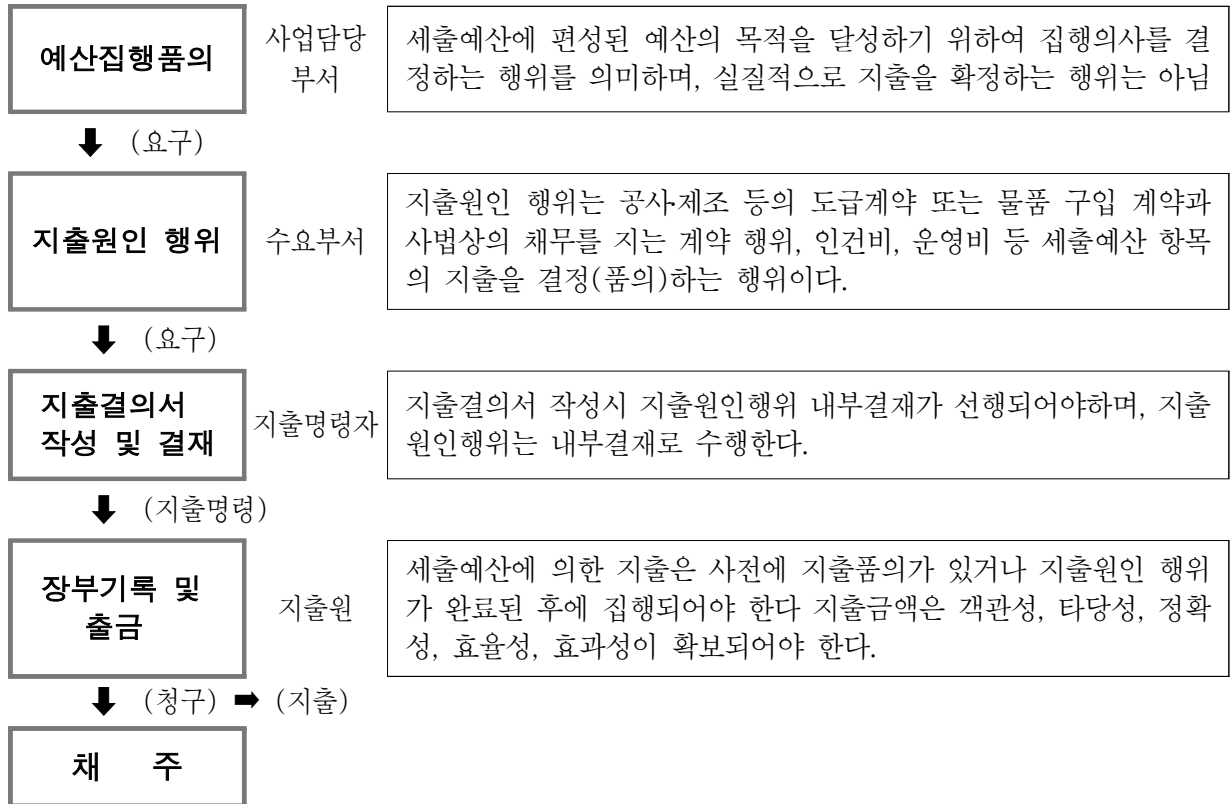 예산집행품의
사업담당
부서
세출예산에 편성된 예산의 목적을 달성하기 위하여 집행의사를 결
정하는 행위를 의미하며, 실질적으로 지출을 확정하는 행위는 아님
⬇ (요구)
지출원인 행위
수요부서
지출원인 행위는 공사·제조 등의 도급계약 또는 물품 구입 계약과
사법상의 채무를 지는 계약 행위, 인건비, 운영비 등 세출예산 항목
의 지출을 결정(품의)하는 행위이다.
⬇ (요구)
지출결의서
작성 및 결재
지출명령자
지출결의서 작성시 지출원인행위 내부결재가 선행되어야하며, 지출
원인행위는 내부결재로 수행한다.
⬇ (지출명령)
장부기록 및
출금
지출원
세출예산에 의한 지출은 사전에 지출품의가 있거나 지출원인 행위
가 완료된 후에 집행되어야 한다 지출금액은 객관성, 타당성, 정확
성, 효율성, 효과성이 확보되어야 한다.
⬇ (청구) ➡ (지출)
채 주